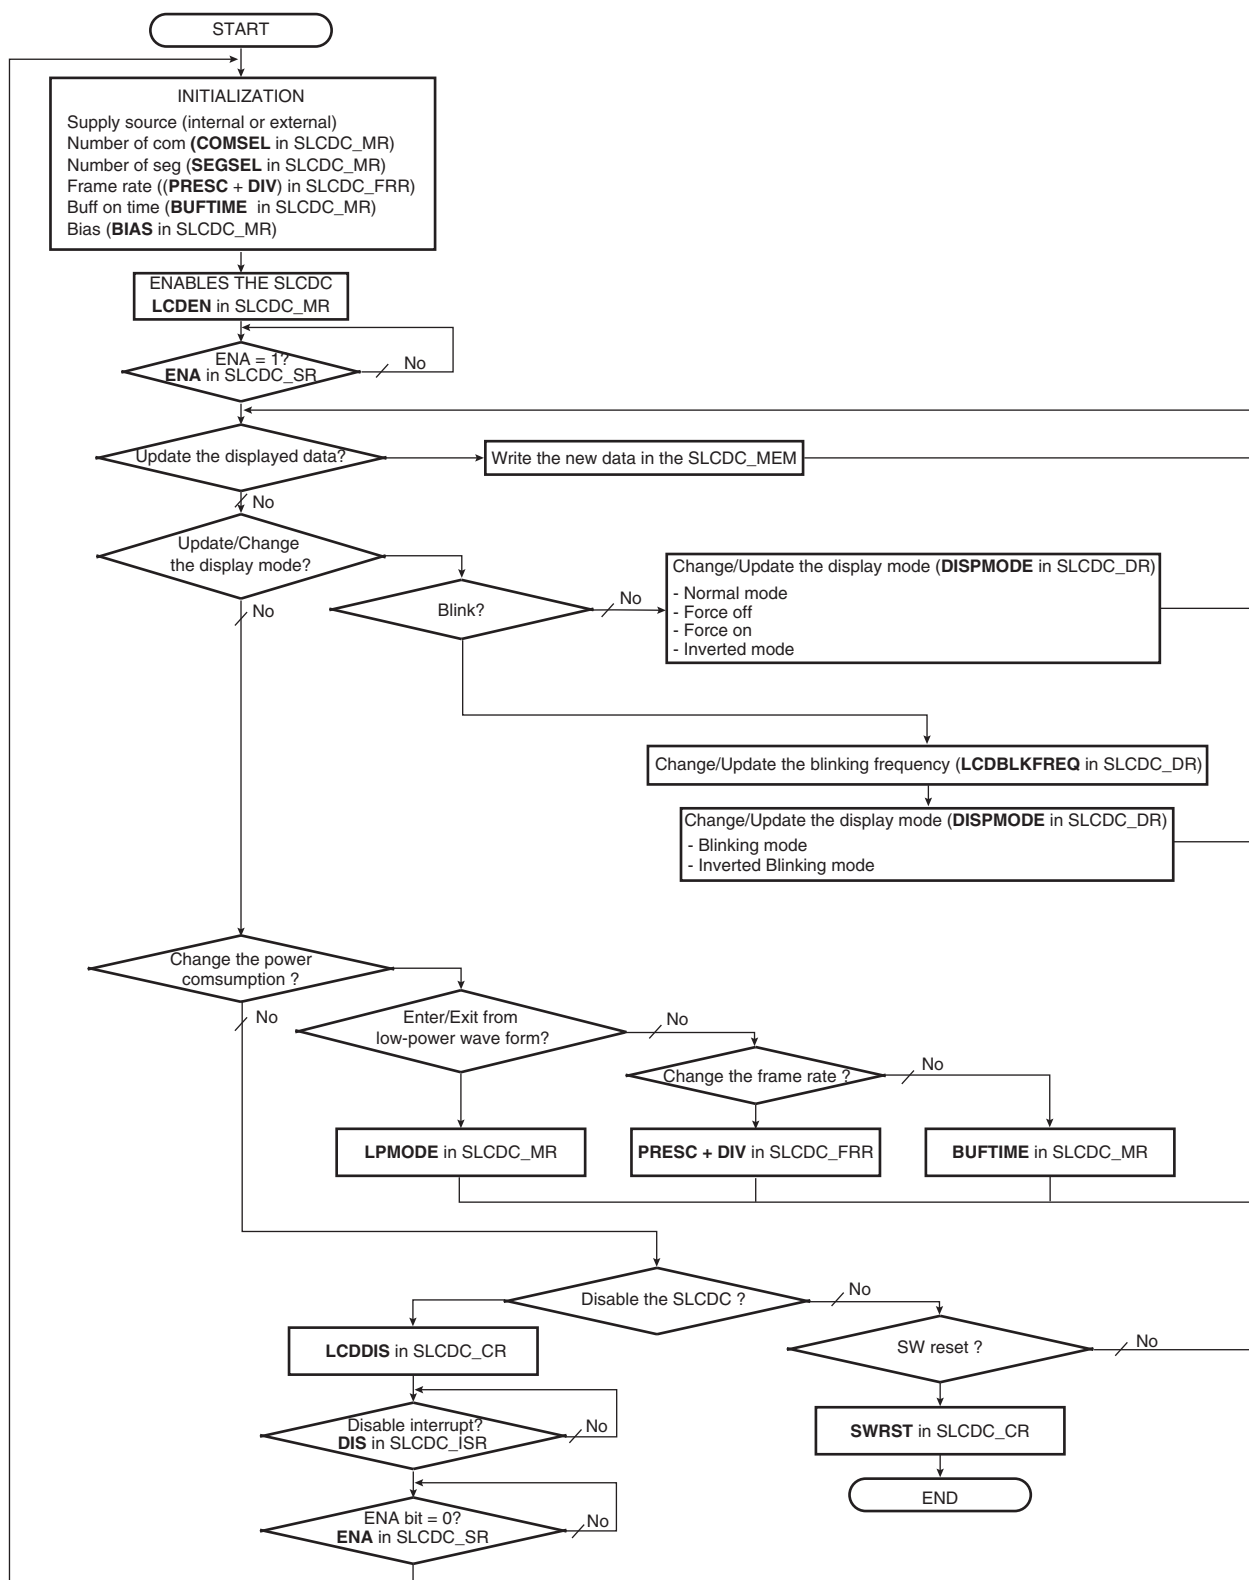 START
INITIALIZATION
Supply source (internal or external)
Number of com (COMSEL in SLCDC_MR)
Number of seg (SEGSEL in SLCDC_MR)
Frame rate ((PRESC + DIV) in SLCDC_FRR)
Buff on time (BUFTIME in SLCDC_MR)
Bias (BIAS in SLCDC_MR)
ENABLES THE SLCDC
LCDEN in SLCDC_MR
ENA = 1?
ENA in SLCDC_SR
No
Update the displayed data?
Write the new data in the SLCDC_MEM
No
Update/Change
the display mode?
No
Blink?
No
Change/Update the display mode (DISPMODE in SLCDC_DR)
- Normal mode
- Force off
- Force on
- Inverted mode
Change/Update the blinking frequency (LCDBLKFREQ in SLCDC_DR)
Change/Update the display mode (DISPMODE in SLCDC_DR)
- Blinking mode
- Inverted Blinking mode
Change the power
comsumption ?
No
Enter/Exit from
low-power wave form?
No
Change the frame rate ?
No
LPMODE in SLCDC_MR
PRESC + DIV in SLCDC_FRR
BUFTIME in SLCDC_MR
Disable the SLCDC ?
No
LCDDIS in SLCDC_CR
SW reset ?
No
Disable interrupt?
DIS in SLCDC_ISR
No
SWRST in SLCDC_CR
END
ENA bit = 0?
ENA in SLCDC_SR
No